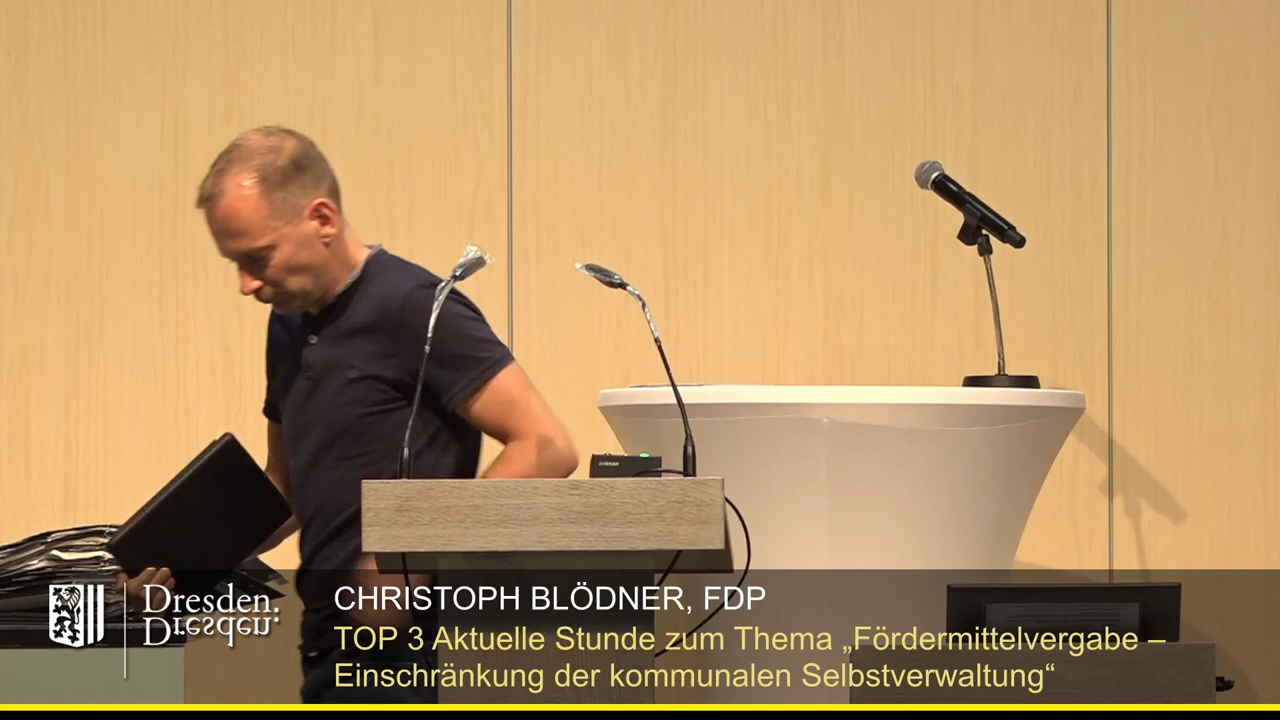 Dresden.
Dresden.
CHRISTOPH BLÖDNER, FDP
TOP 3 Aktuelle Stunde zum Thema „Fördermittelvergabe –
Einschränkung der kommunalen Selbstverwaltung“